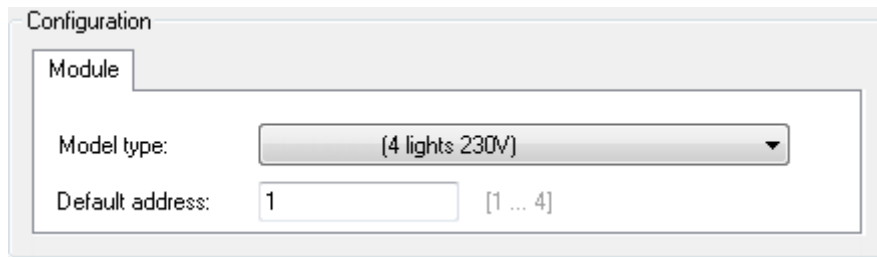 Configuration
Module
Model type: (4 lights 230V)
Default address: 1 [1 ... 4]